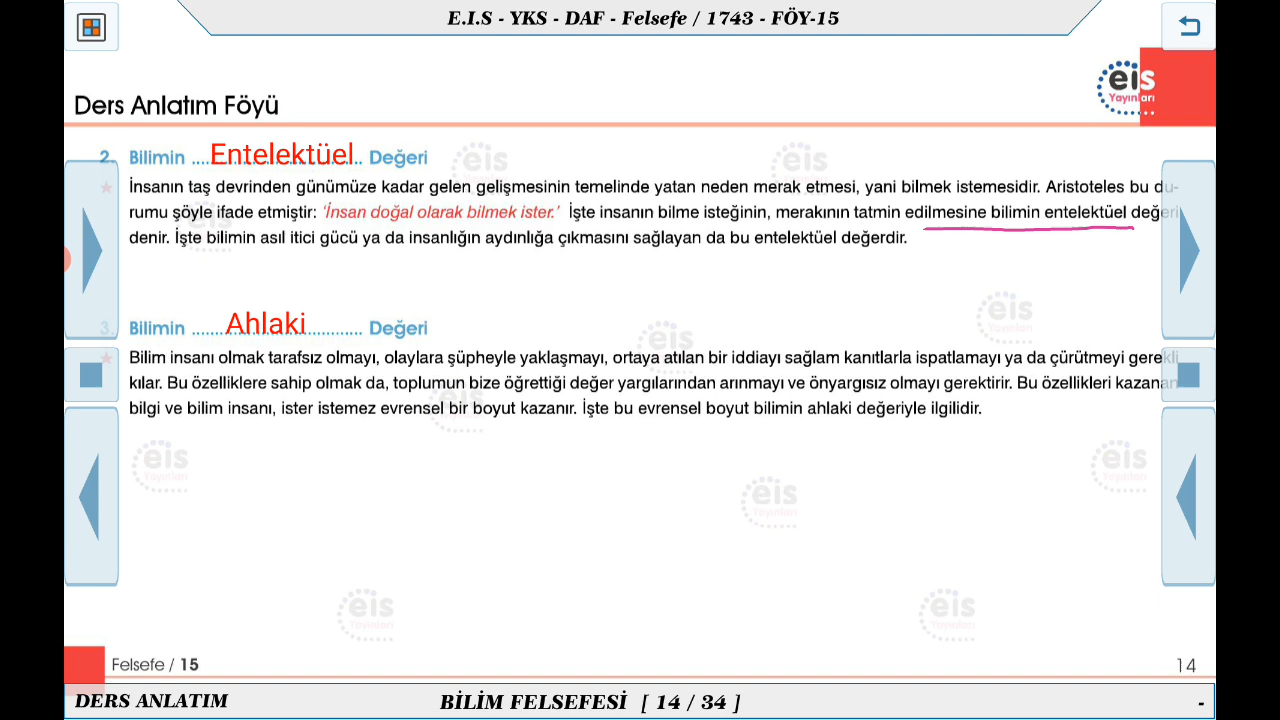 E.I.S - YKS - DAF - Felsefe / 1743 - FÖY-15
eis
Yayınları
Ders Anlatım Föyü
2. Bilimin .... Entelektüel .. Değeri
İnsanın taş devrinden günümüze kadar gelen gelişmesinin temelinde yatan neden merak etmesi, yani bilmek istemesidir. Aristoteles bu du-
rumu şöyle ifade etmiştir: ‘İnsan doğal olarak bilmek ister.’ İşte insanın bilme isteğinin, merakının tatmin edilmesine bilimin entelektüel değeri
denir. İşte bilimin asıl itici gücü ya da insanlığın aydınlığa çıkmasını sağlayan da bu entelektüel değerdir.
3. Bilimin ...... Ahlaki .......... Değeri
Bilim insanı olmak tarafsız olmayı, olaylara şüpheyle yaklaşmayı, ortaya atılan bir iddiayı sağlam kanıtlarla ispatlamayı ya da çürütmeyi gerekli
kılar. Bu özelliklere sahip olmak da, toplumun bize öğrettiği değer yargılarından arınmayı ve önyargısız olmayı gerektirir. Bu özellikleri kazanan
bilgi ve bilim insanı, ister istemez evrensel bir boyut kazanır. İşte bu evrensel boyut bilimin ahlaki değeriyle ilgilidir.
Felsefe / 15
14
DERS ANLATIM
BİLİM FELSEFESİ [ 14 / 34 ]
-